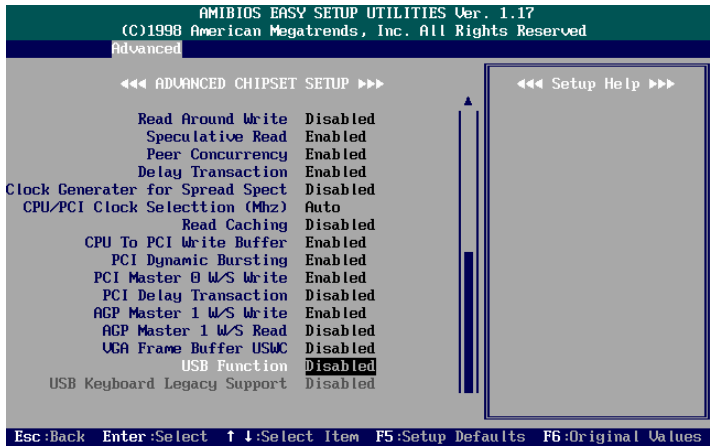 AMIBIOS EASY SETUP UTILITIES Ver. 1.17
(C)1998 American Megatrends, Inc. All Rights Reserved
Advanced
◄◄◄ ADVANCED CHIPSET SETUP ►►►
◄◄◄ Setup Help ►►►
Read Around Write Disabled
Speculative Read Enabled
Peer Concurrency Enabled
Delay Transaction Enabled
Clock Generater for Spread Spect Disabled
CPU/PCI Clock Selecttion (Mhz) Auto
Read Caching Disabled
CPU To PCI Write Buffer Enabled
PCI Dynamic Bursting Enabled
PCI Master 0 W/S Write Enabled
PCI Delay Transaction Disabled
AGP Master 1 W/S Write Enabled
AGP Master 1 W/S Read Disabled
VGA Frame Buffer USWC Disabled
USB Function Disabled
USB Keyboard Legacy Support Disabled
Esc:Back Enter:Select ↑ ↓:Select Item F5:Setup Defaults F6:Original Values